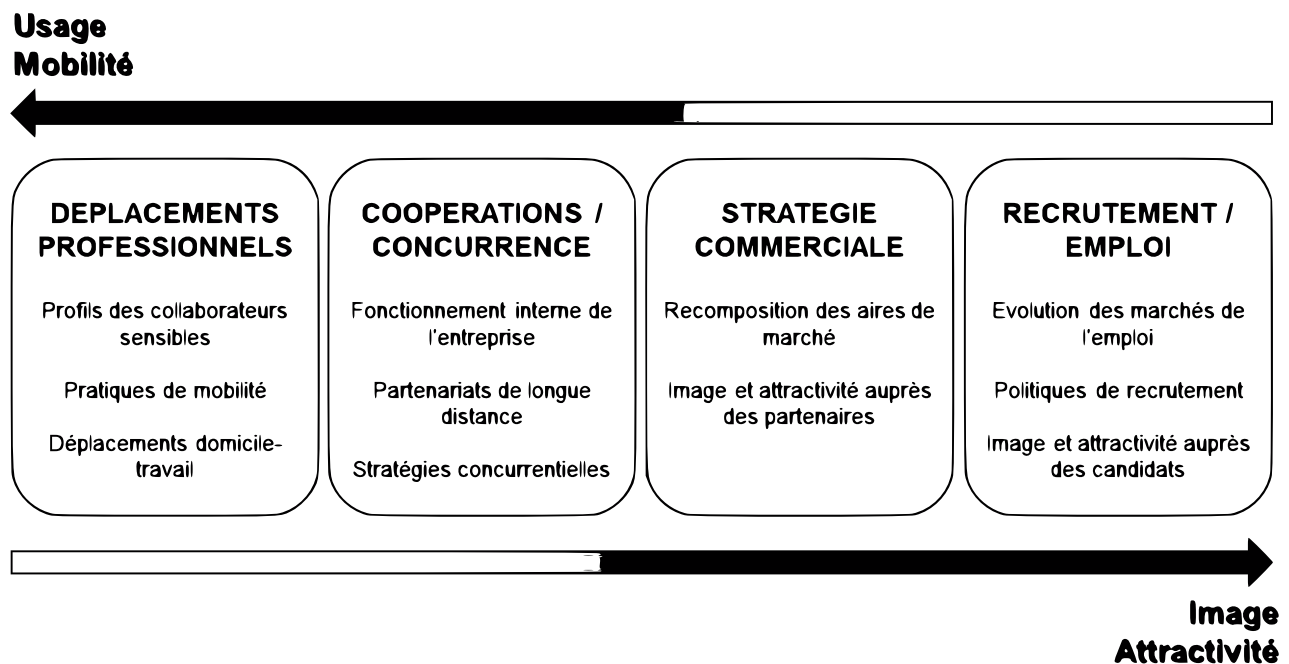 Usage
Mobilité
DEPLACEMENTS
PROFESSIONNELS
Profils des collaborateurs
sensibles
Pratiques de mobilité
Déplacements domicile-
travail
COOPERATIONS /
CONCURRENCE
Fonctionnement interne de
l'entreprise
Partenariats de longue
distance
Stratégies concurrentielles
STRATEGIE
COMMERCIALE
Recomposition des aires de
marché
Image et attractivité auprès
des partenaires
RECRUTEMENT /
EMPLOI
Evolution des marchés de
l'emploi
Politiques de recrutement
Image et attractivité auprès
des candidats
Image
Attractivité